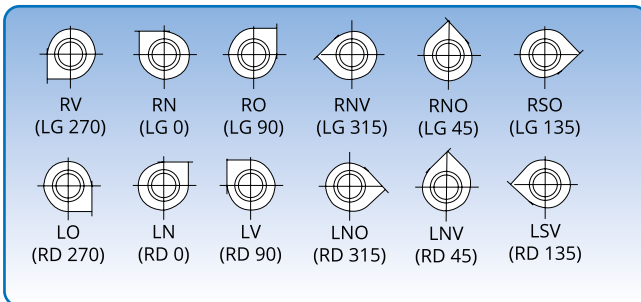 RV RN RO RNV RNO RSO
(LG 270) (LG 0) (LG 90) (LG 315) (LG 45) (LG 135)
LO LN LV LNO LNV LSV
(RD 270) (RD 0) (RD 90) (RD 315) (RD 45) (RD 135)